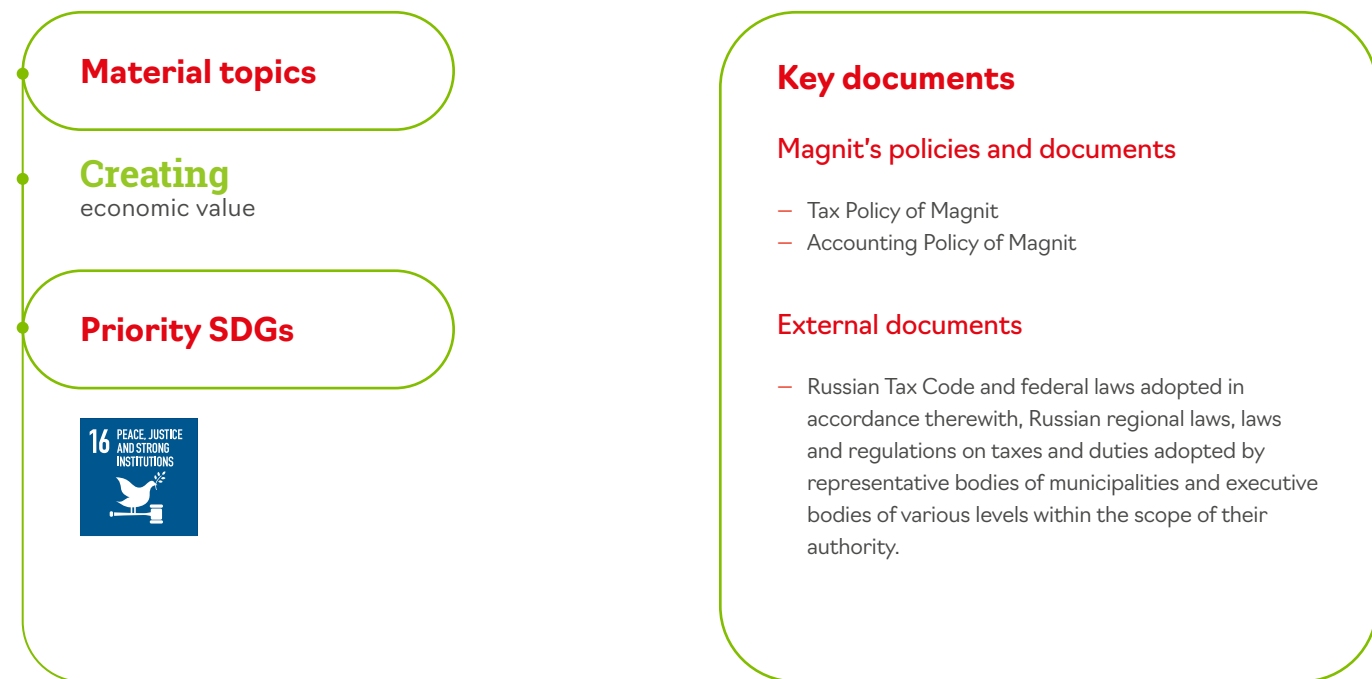 Material topics
Creating
economic value
Priority SDGs
16 PEACE, JUSTICE
AND STRONG
INSTITUTIONS
Key documents
Magnit's policies and documents
— Tax Policy of Magnit
— Accounting Policy of Magnit
External documents
— Russian Tax Code and federal laws adopted in
accordance therewith, Russian regional laws, laws
and regulations on taxes and duties adopted by
representative bodies of municipalities and executive
bodies of various levels within the scope of their
authority.